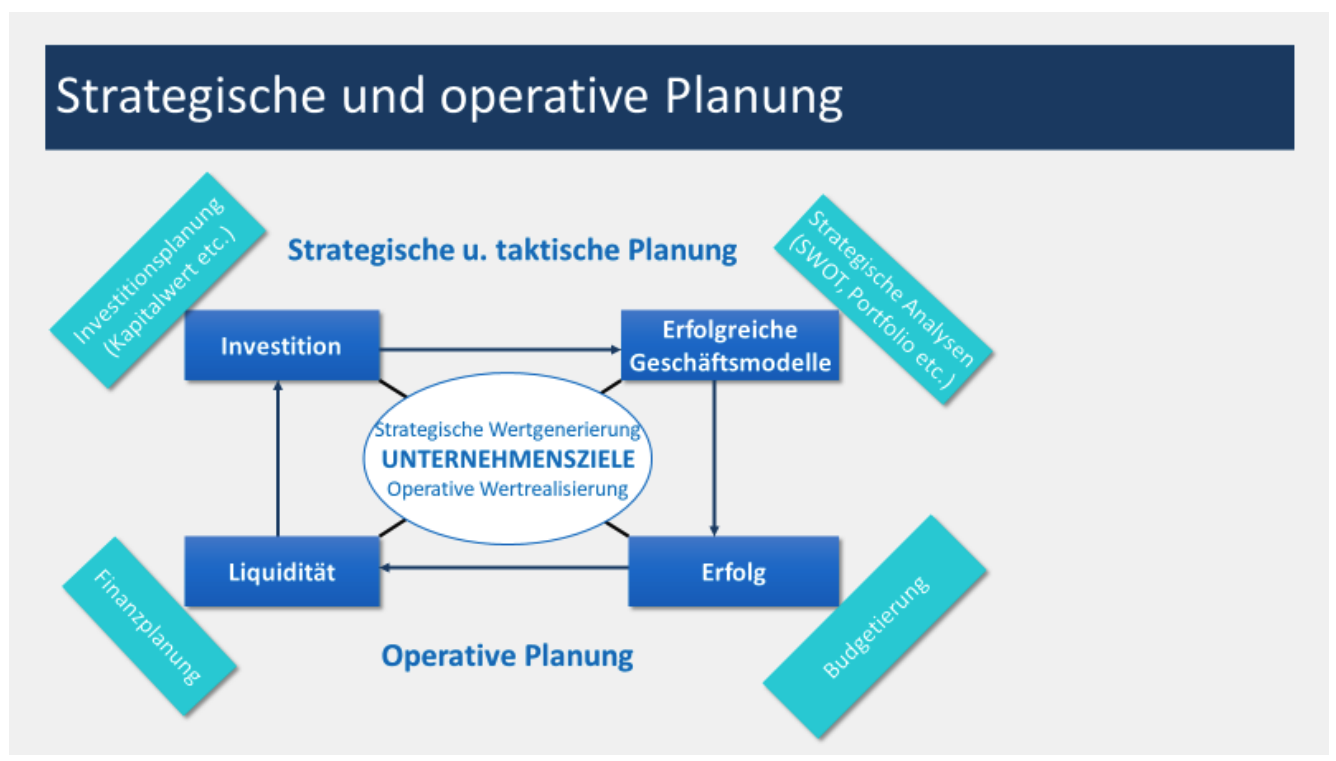 Strategische und operative Planung
Investitionsplanung
(Kapitalwert etc.)
Strategische u. taktische Planung
Strategische Analysen
(SWOT, Portfolio etc.)
Investition
Erfolgreiche
Geschäftsmodelle
Strategische Wertgenerierung
UNTERNEHMENSZIELE
Operative Wertrealisierung
Liquidität
Erfolg
Finanzplanung
Operative Planung
Budgetierung